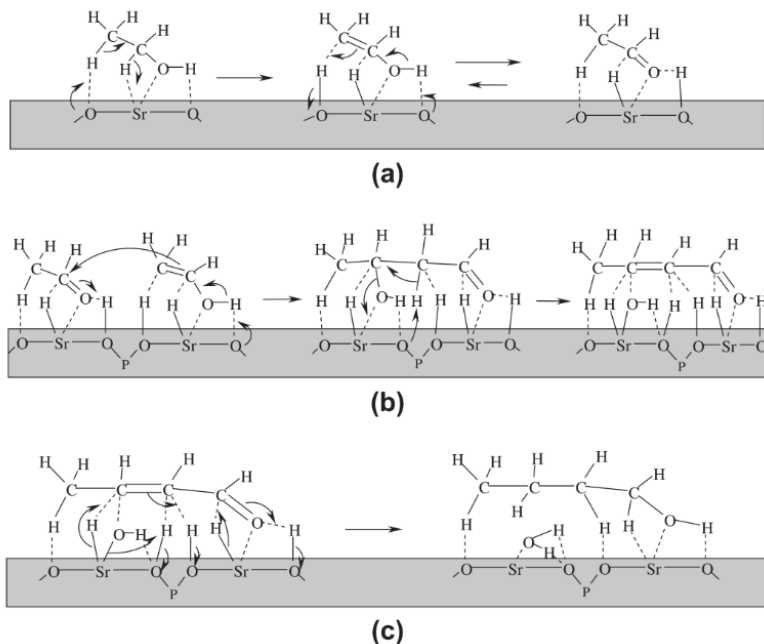 H H H H H H
C C C
C C C
H H O H H H O H H H O H
O Sr O O Sr O O Sr O
(a)
H H H H H H H H H
H C C C C H C C C C H C C C C
H H O H H H O H H H O H H H H O H H H O H H H H O H
O Sr O O Sr O O Sr O O Sr O O Sr O O Sr O
P P P
(b)
H H H H H H H H
C C C C C C C C
H H O H H H H O H H H H H O H
H O H
O Sr O O Sr O O Sr O O Sr O
P P
(c)